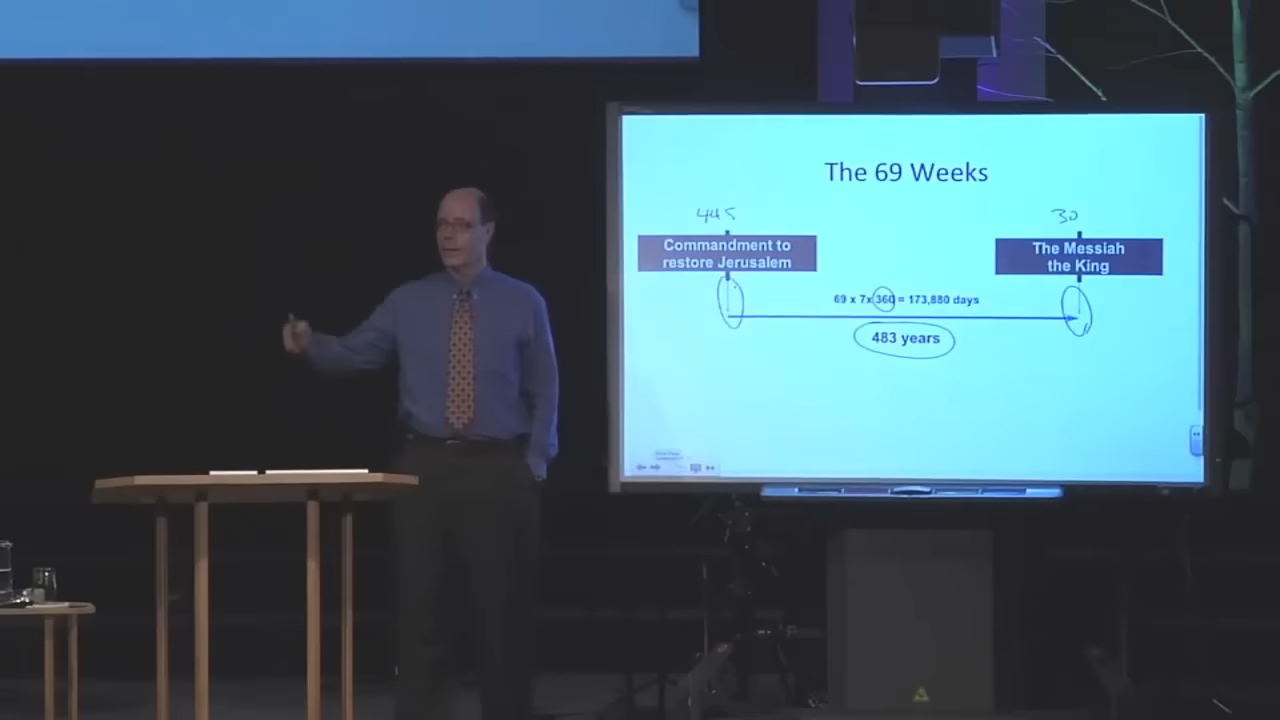 The 69 Weeks
445
30
Commandment to
restore Jerusalem
The Messiah
the King
69 x 7x 360 = 173,880 days
483 years